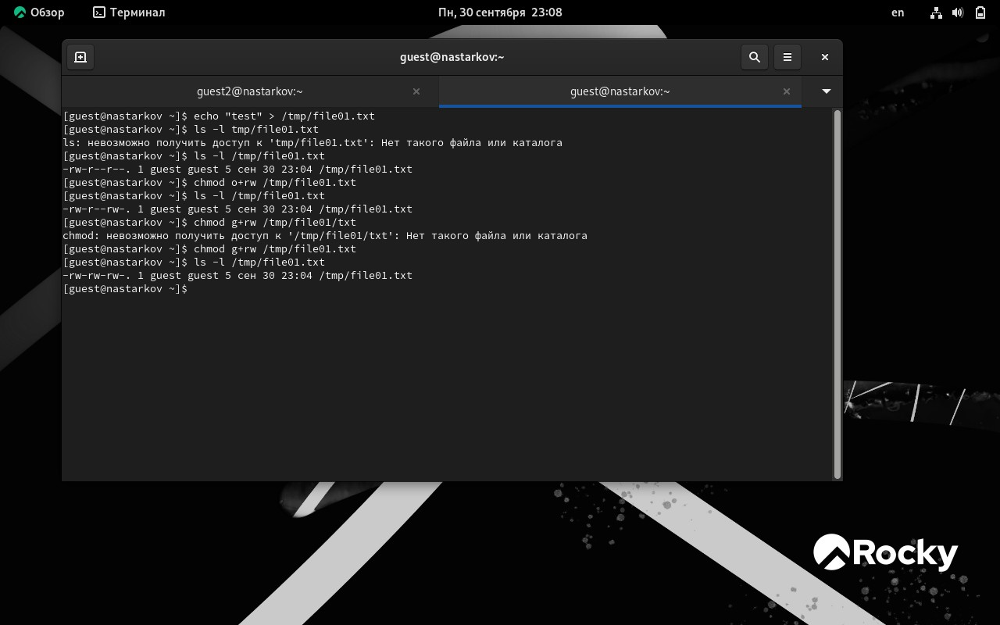 Обзор Терминал Пн, 30 сентября 23:08 en
guest@nastarkov:~
guest2@nastarkov:~ guest@nastarkov:~
[guest@nastarkov ~]$ echo "test" > /tmp/file01.txt
[guest@nastarkov ~]$ ls -l tmp/file01.txt
ls: невозможно получить доступ к 'tmp/file01.txt': Нет такого файла или каталога
[guest@nastarkov ~]$ ls -l /tmp/file01.txt
-rw-r--r--. 1 guest guest 5 сен 30 23:04 /tmp/file01.txt
[guest@nastarkov ~]$ chmod o+rw /tmp/file01.txt
[guest@nastarkov ~]$ ls -l /tmp/file01.txt
-rw-r--rw-. 1 guest guest 5 сен 30 23:04 /tmp/file01.txt
[guest@nastarkov ~]$ chmod g+rw /tmp/file01/txt
chmod: невозможно получить доступ к '/tmp/file01/txt': Нет такого файла или каталога
[guest@nastarkov ~]$ chmod g+rw /tmp/file01.txt
[guest@nastarkov ~]$ ls -l /tmp/file01.txt
-rw-rw-rw-. 1 guest guest 5 сен 30 23:04 /tmp/file01.txt
[guest@nastarkov ~]$
Rocky